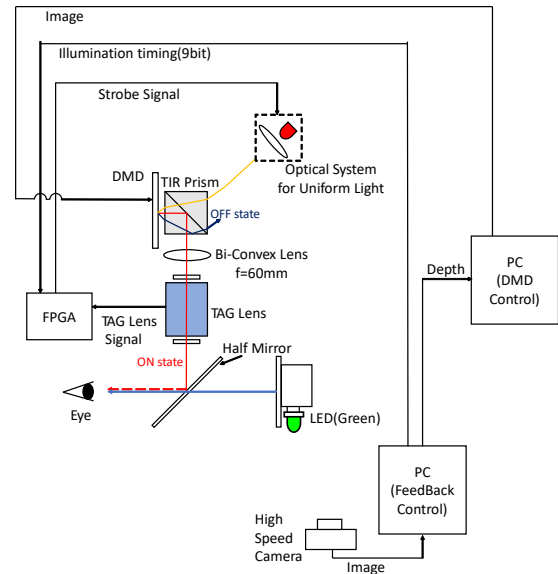 Image
Illumination timing(9bit)
Strobe Signal
Optical System
for Uniform Light
DMD
TIR Prism
OFF state
Bi-Convex Lens
f=60mm
PC
(DMD
Control)
Depth
FPGA
TAG Lens
Signal
TAG Lens
Half Mirror
ON state
Eye
LED(Green)
PC
(FeedBack
Control)
High
Speed
Camera
Image